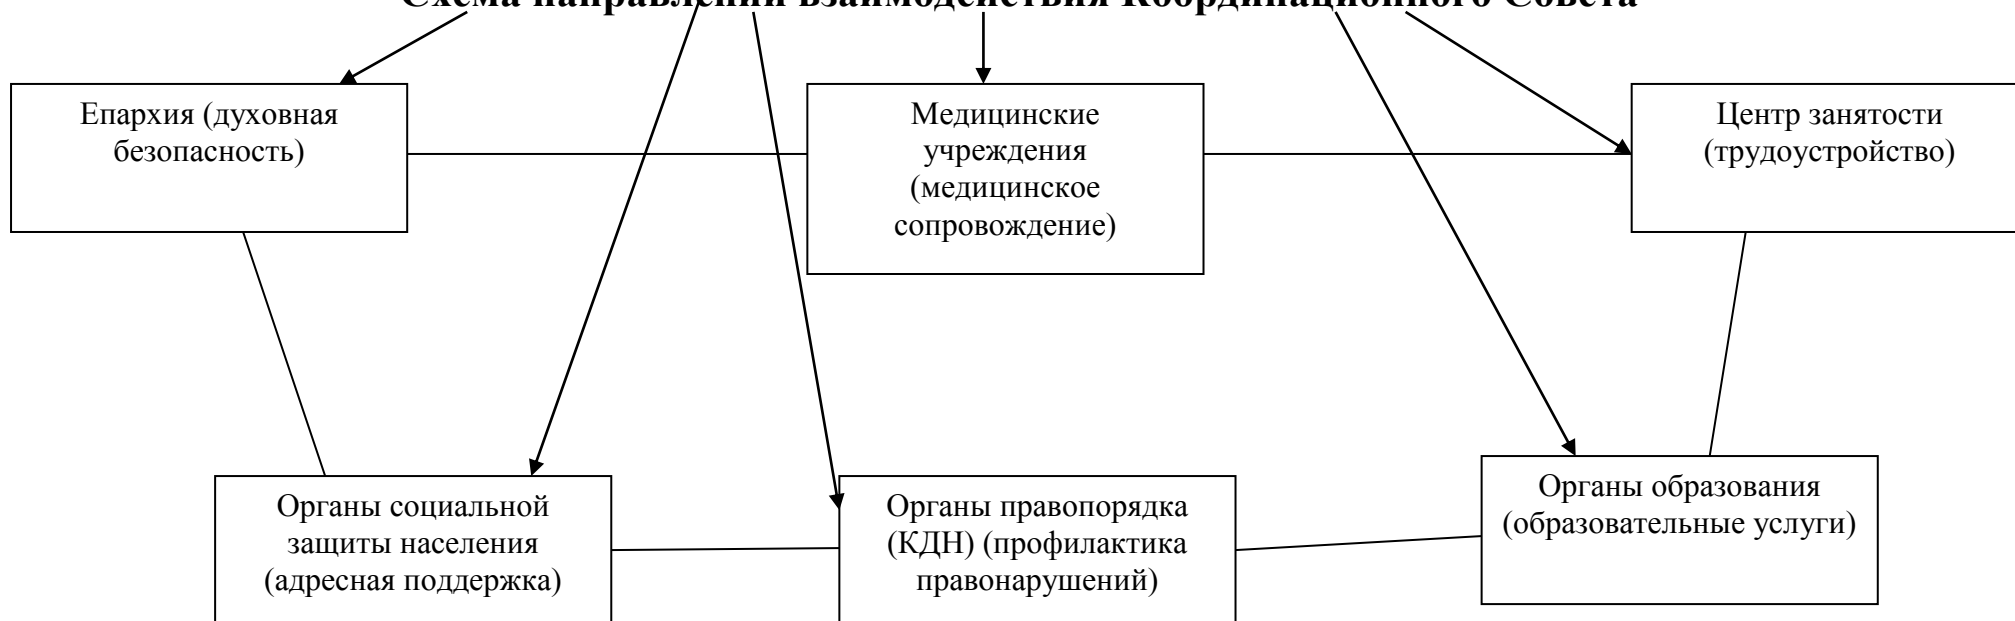 Схема направлений взаимодействия Координационного Совета
Епархия (духовная
безопасность)
Медицинские
учреждения
(медицинское
сопровождение)
Центр занятости
(трудоустройство)
Органы социальной
защиты населения
(адресная поддержка)
Органы правопорядка
(КДН) (профилактика
правонарушений)
Органы образования
(образовательные услуги)